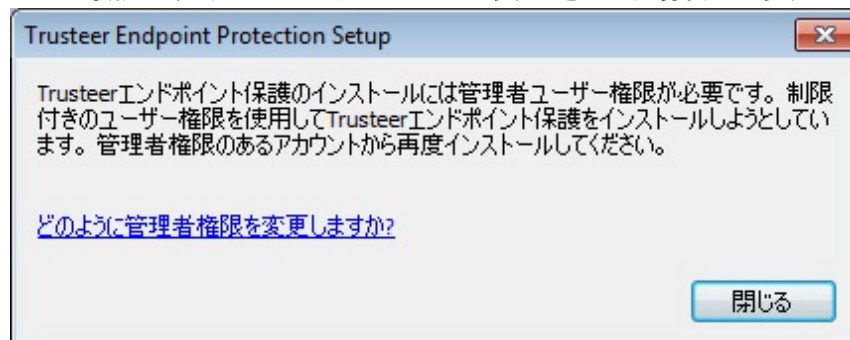 Trusteer Endpoint Protection Setup
Trusteerエンドポイント保護のインストールには管理者ユーザー権限が必要です。制限
付きのユーザー権限を使用してTrusteerエンドポイント保護をインストールしようとしてい
ます。管理者権限のあるアカウントから再度インストールしてください。
どのように管理者権限を変更しますか?
閉じる